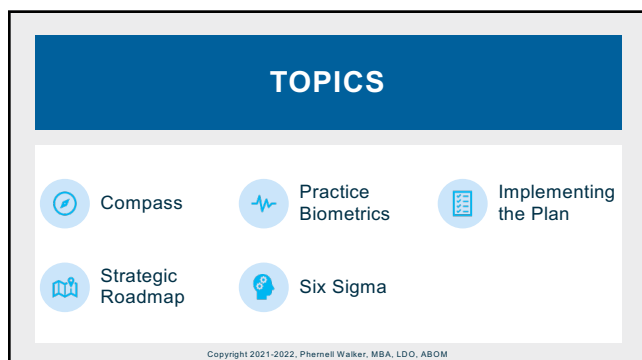 TOPICS
Compass
Practice
Biometrics
Implementing
the Plan
Strategic
Roadmap
Six Sigma
Copyright 2021-2022, Phernell Walker, MBA, LDO, ABOM